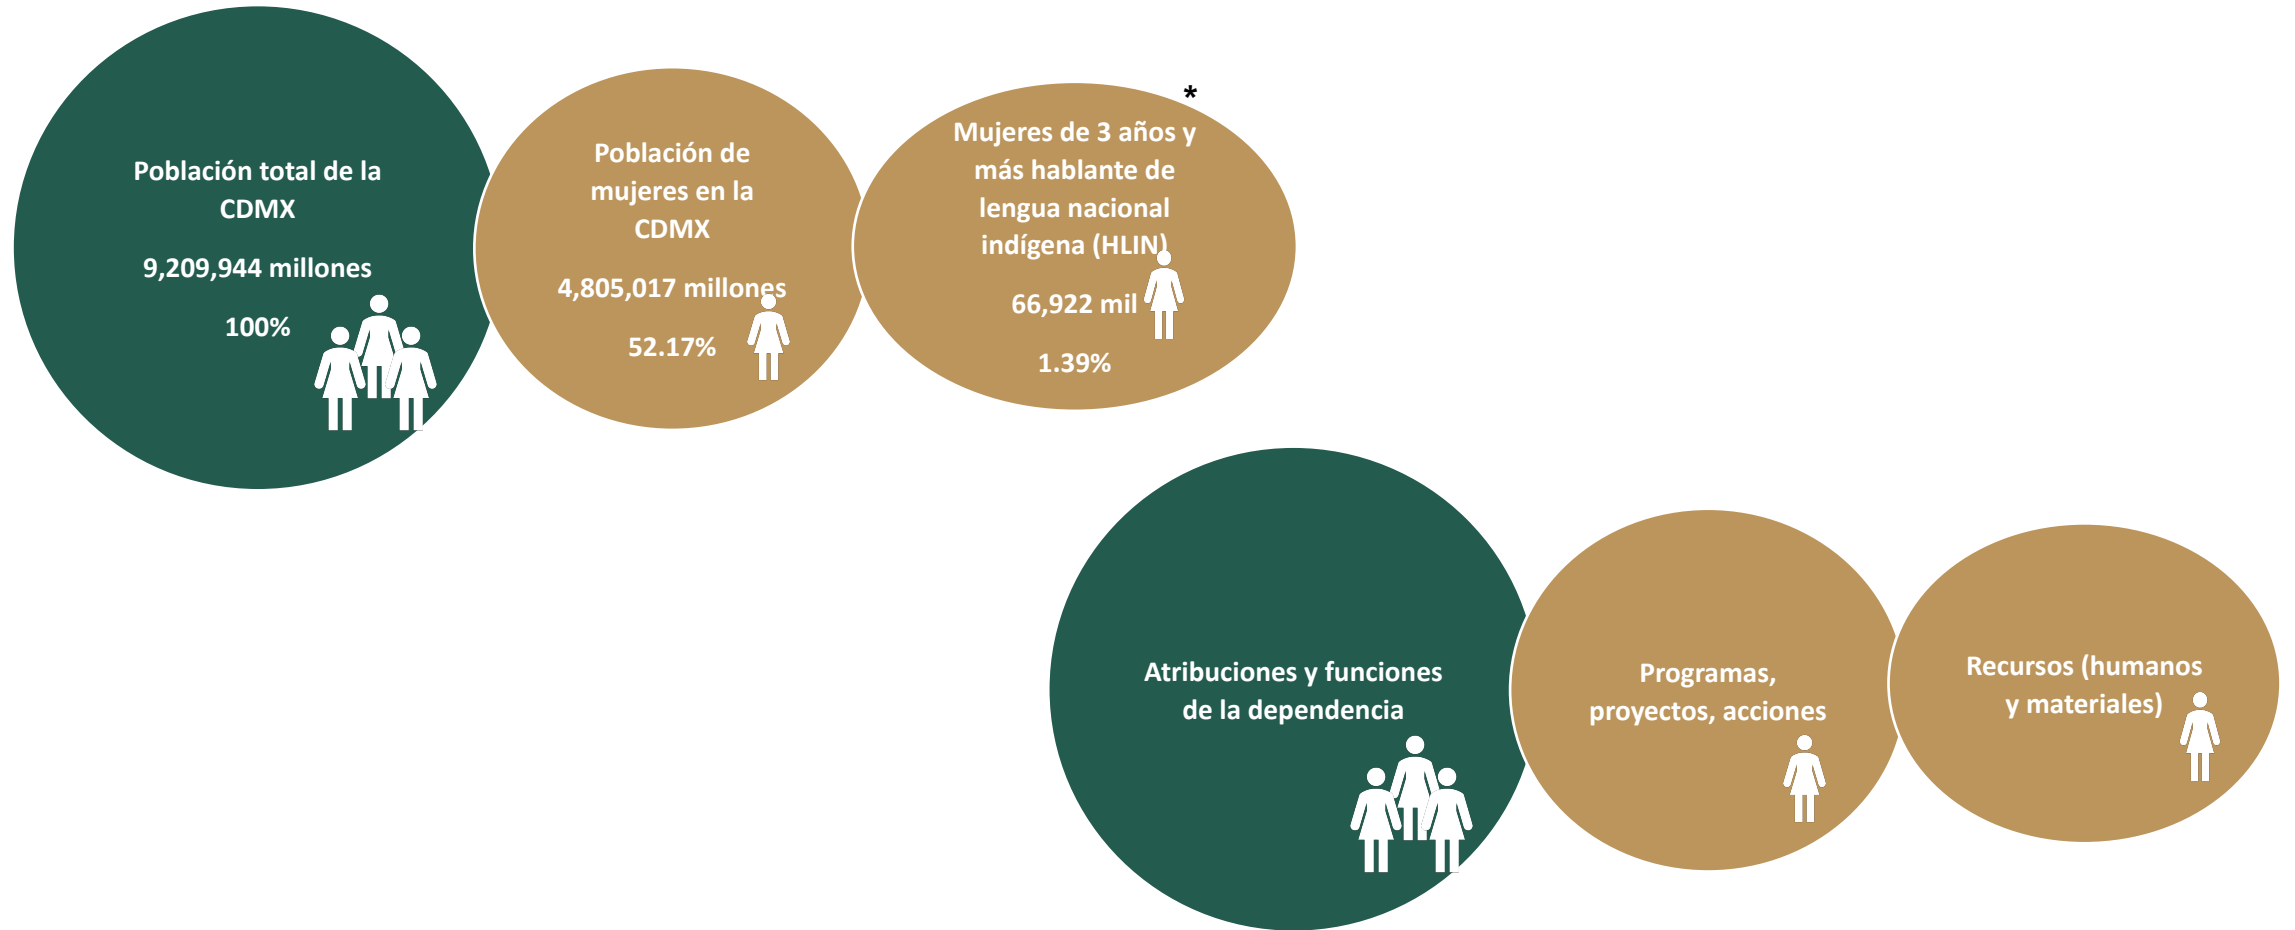 Población total de la
CDMX
9,209,944 millones
100%
Población de
mujeres en la
CDMX
4,805,017 millones
52.17%
*
Mujeres de 3 años y
más hablante de
lengua nacional
indígena (HLIN)
66,922 mil
1.39%
Atribuciones y funciones
de la dependencia
Programas,
proyectos, acciones
Recursos (humanos
y materiales)